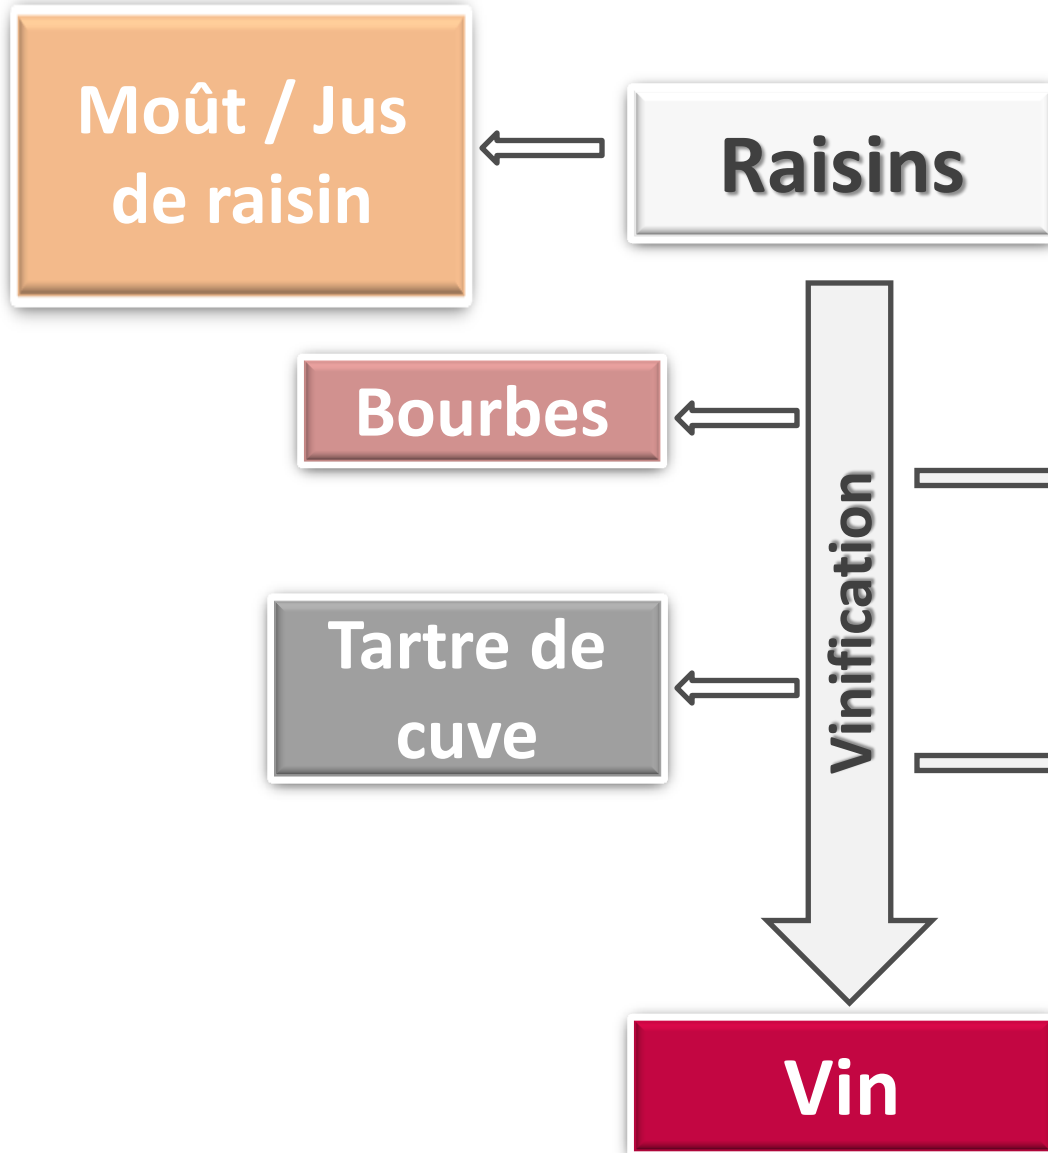 Moût / Jus
de raisin
Raisins
Bourbes
Vinification
Tartre de
cuve
Vin